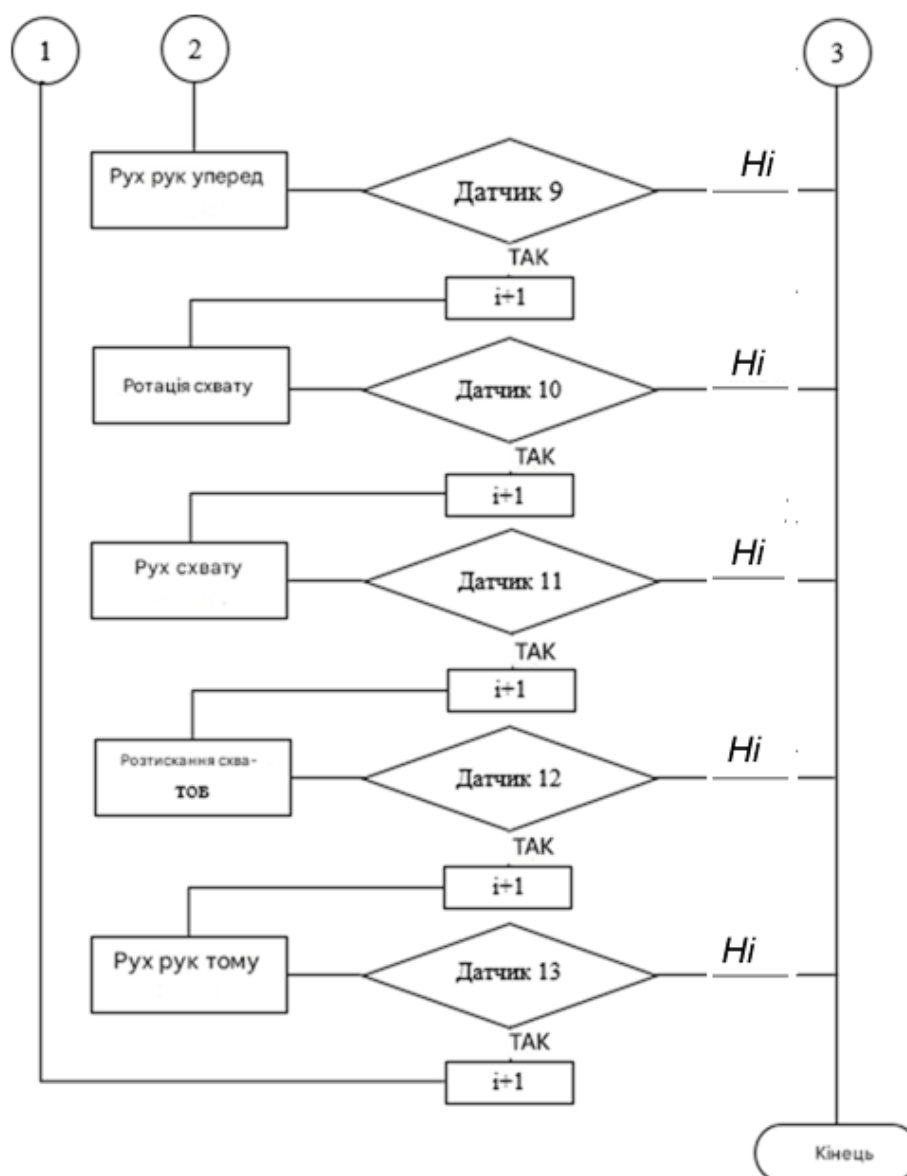 1
2
3
Рух рук уперед
Датчик 9
Ні
ТАК
i+1
Ротація схвату
Датчик 10
Ні
ТАК
i+1
Рух схвату
Датчик 11
Ні
ТАК
i+1
Розтискання схва-
тов
Датчик 12
Ні
ТАК
i+1
Рух рук тому
Датчик 13
Ні
ТАК
i+1
Кінець